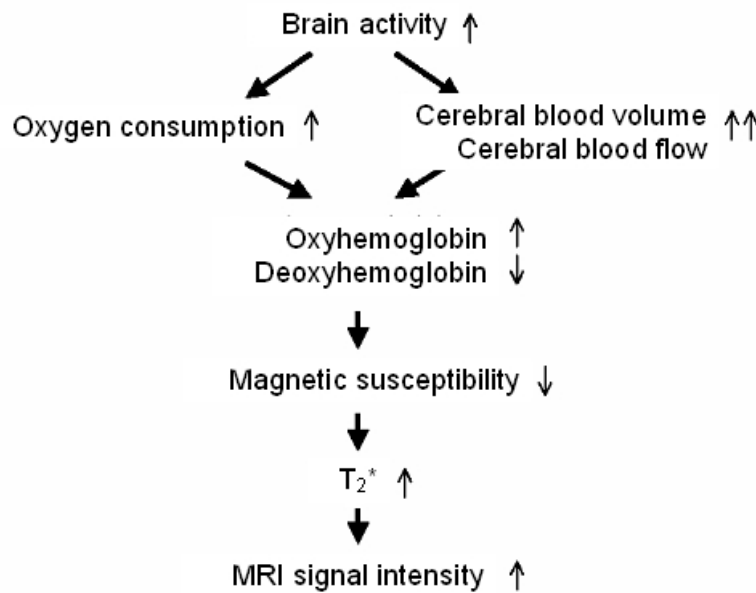 Brain activity ↑
Oxygen consumption ↑
Cerebral blood volume ↑↑
Cerebral blood flow
Oxyhemoglobin ↑
Deoxyhemoglobin ↓
Magnetic susceptibility ↓
T₂* ↑
MRI signal intensity ↑